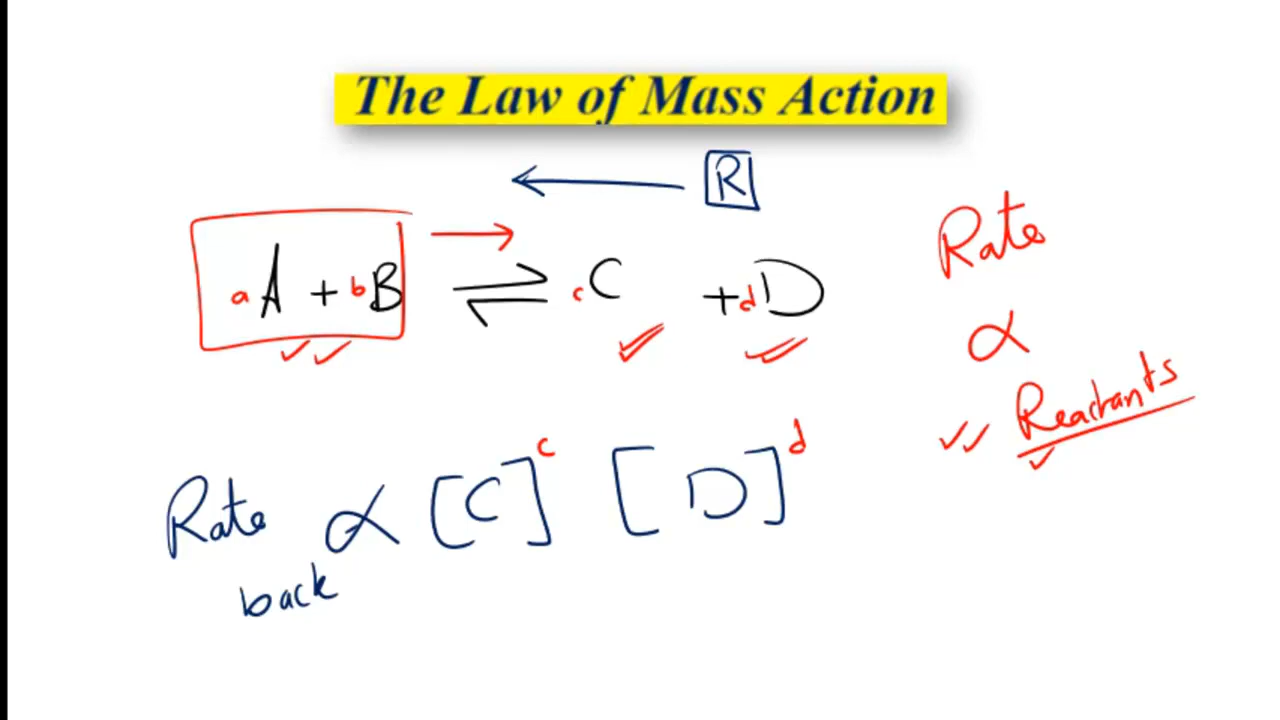 The Law of Mass Action
R
aA + bB ⇌ cC + dD
Rate
∝
Reactants
Rate back ∝ [C]^c [D]^d